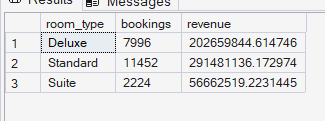 Results Messages
room_type bookings revenue
1 Deluxe 7996 202659844.614746
2 Standard 11452 291481136.172974
3 Suite 2224 56662519.2231445